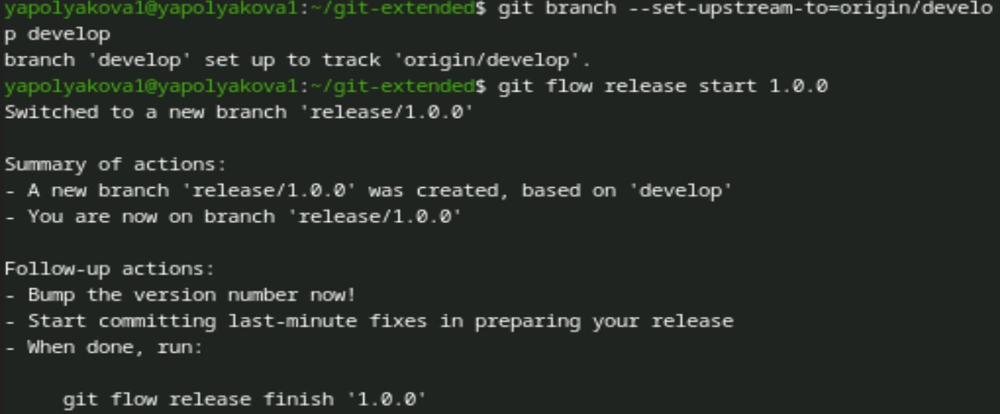 yapolyakova1@yapolyakova1:~/git-extended$ git branch --set-upstream-to=origin/develo
p develop
branch 'develop' set up to track 'origin/develop'.
yapolyakova1@yapolyakova1:~/git-extended$ git flow release start 1.0.0
Switched to a new branch 'release/1.0.0'

Summary of actions:
- A new branch 'release/1.0.0' was created, based on 'develop'
- You are now on branch 'release/1.0.0'

Follow-up actions:
- Bump the version number now!
- Start committing last-minute fixes in preparing your release
- When done, run:

     git flow release finish '1.0.0'